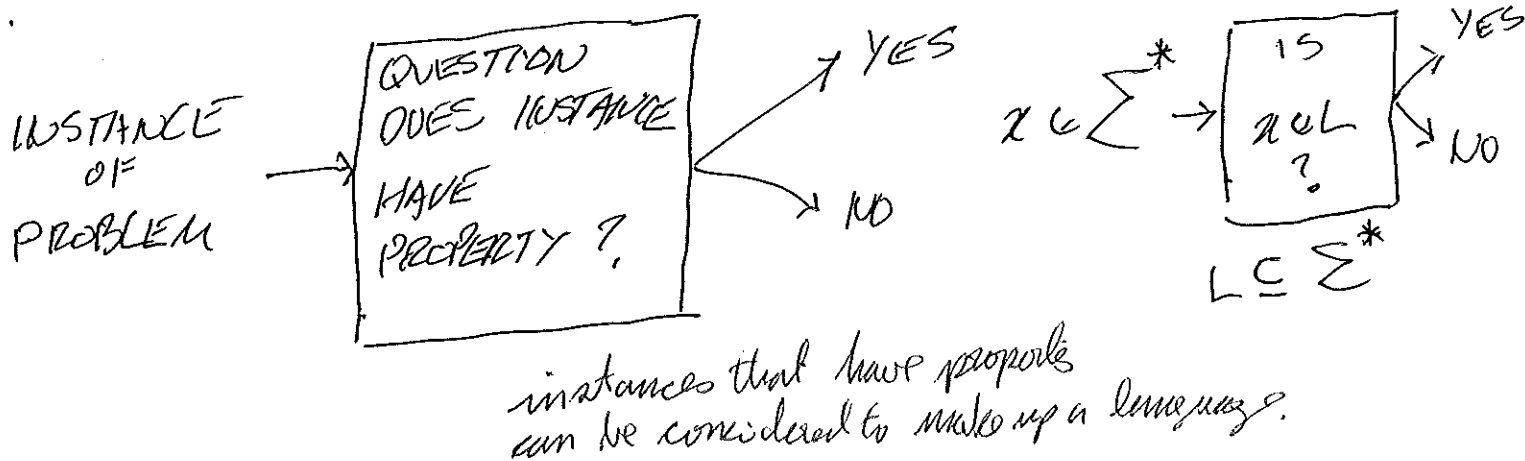 INSTANCE
OF
PROBLEM
QUESTION
DOES INSTANCE
HAVE
PROPERTY ?
YES
NO
x ∈ Σ*
IS
x ∈ L
?
YES
NO
L ⊆ Σ*
instances that have
can be considered to make up a language.